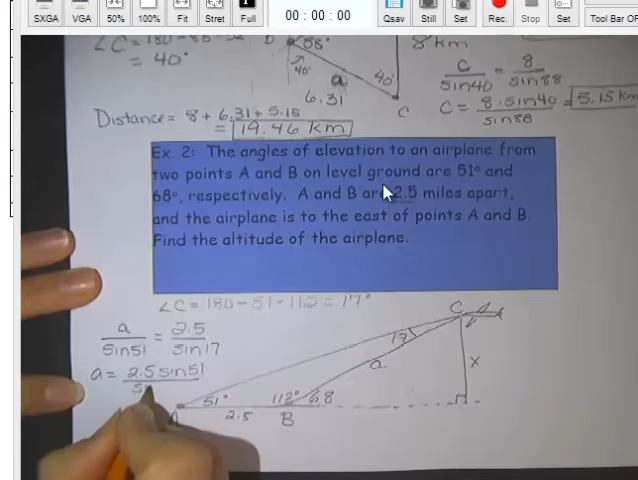 SXGA VGA 50% 100% Fit Stret Full 00 : 00 : 00 Qsav Still Set Rec. Stop Set Tool Bar OF
= 40°
58°
40°
a
40°
6.31
C
8 km
C/sin40 = 8/sin88
C = 8·sin40/sin88 = 5.15 km
Distance = 8 + 6.31 + 5.15
= 19.46 km
Ex. 2: The angles of elevation to an airplane from
two points A and B on level ground are 51° and
68°, respectively. A and B are 2.5 miles apart,
and the airplane is to the east of points A and B.
Find the altitude of the airplane.
∠C = 180 - 51 - 112 = 17°
a/sin51 = 2.5/sin17
a = 2.5 sin51/s
C
17
a
x
51° 112° 68
2.5 B
A